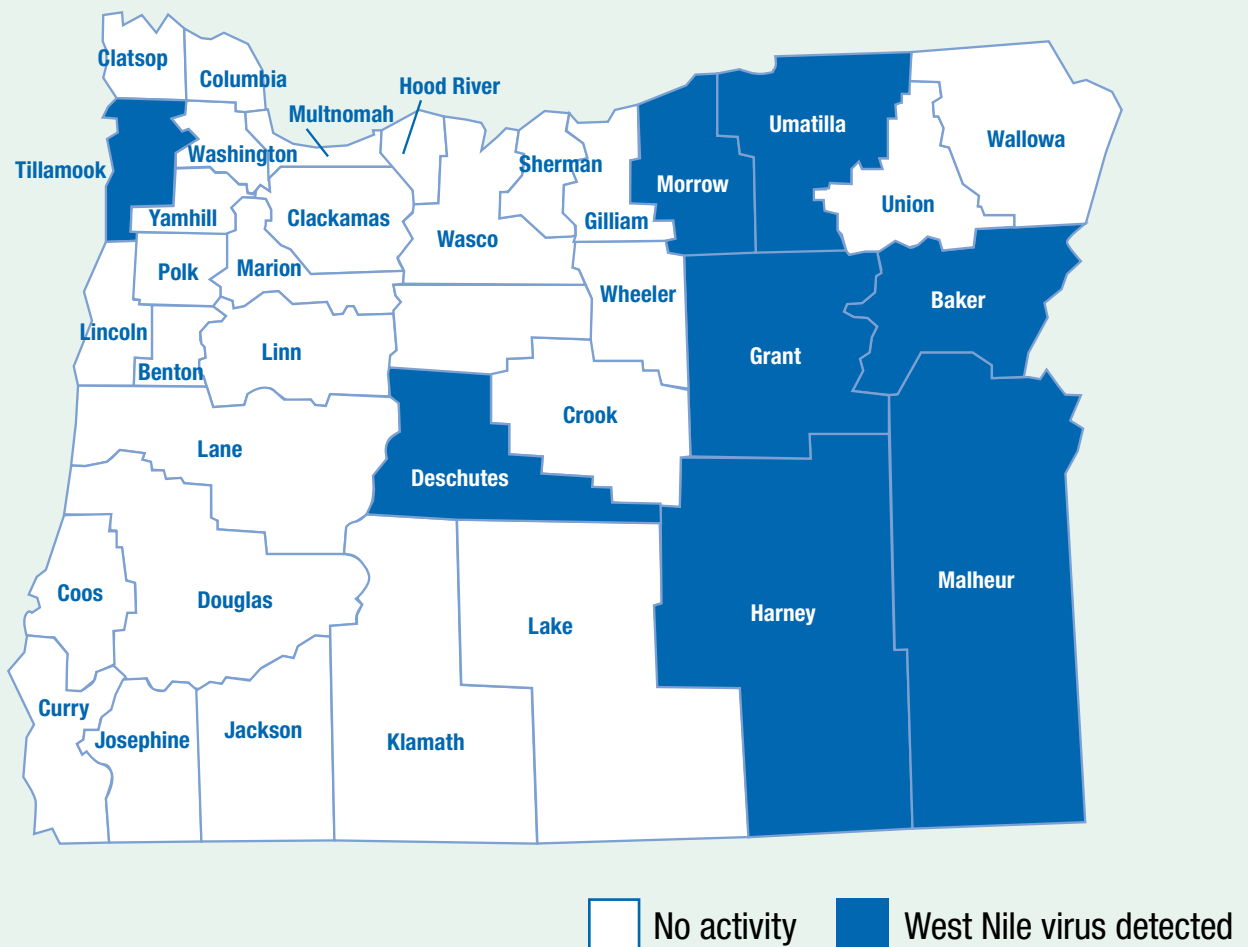 Clatsop
Columbia
Hood River
Multnomah
Umatilla
Wallowa
Washington
Sherman
Tillamook
Morrow
Union
Yamhill
Clackamas
Gilliam
Wasco
Polk
Marion
Wheeler
Baker
Lincoln
Linn
Grant
Benton
Crook
Lane
Deschutes
Malheur
Coos
Douglas
Harney
Lake
Curry
Jackson
Josephine
Klamath
No activity
West Nile virus detected